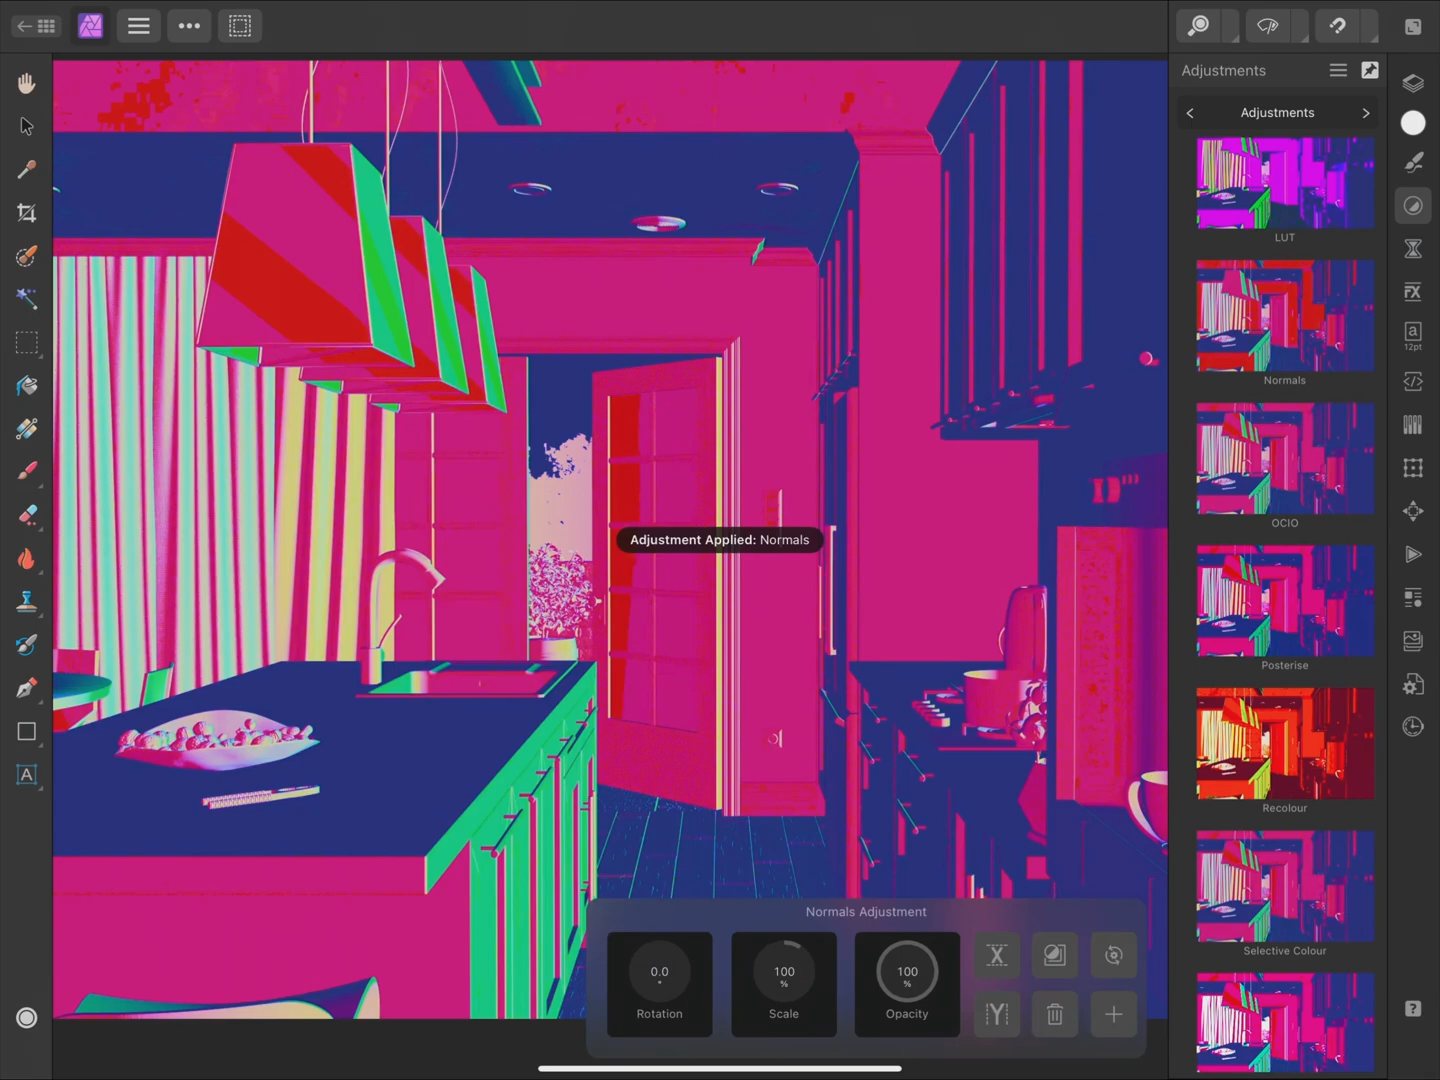 Adjustments
Adjustments
LUT
Normals
a
12pt
OCIO
Adjustment Applied: Normals
Posterise
Recolour
A
Normals Adjustment
Selective Colour
0.0
°
100
%
100
%
X
Rotation
Scale
Opacity
Y
?